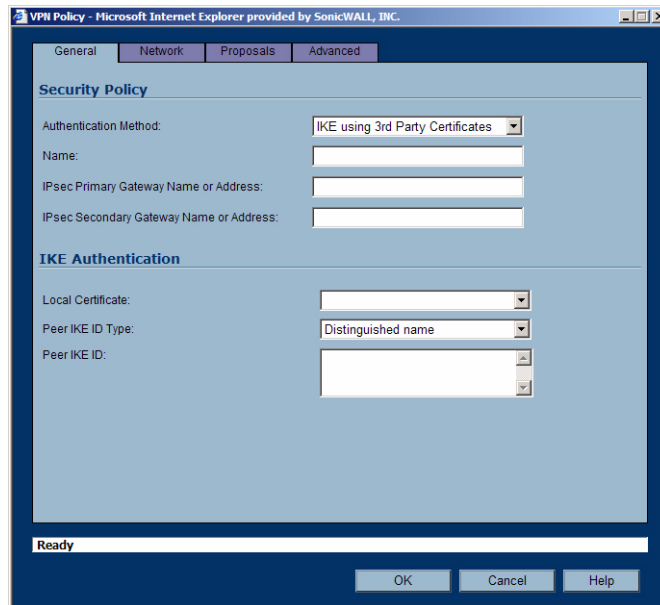 VPN Policy - Microsoft Internet Explorer provided by SonicWALL, INC.
General Network Proposals Advanced
Security Policy
Authentication Method: IKE using 3rd Party Certificates
Name:
IPsec Primary Gateway Name or Address:
IPsec Secondary Gateway Name or Address:
IKE Authentication
Local Certificate:
Peer IKE ID Type: Distinguished name
Peer IKE ID:
Ready
OK Cancel Help